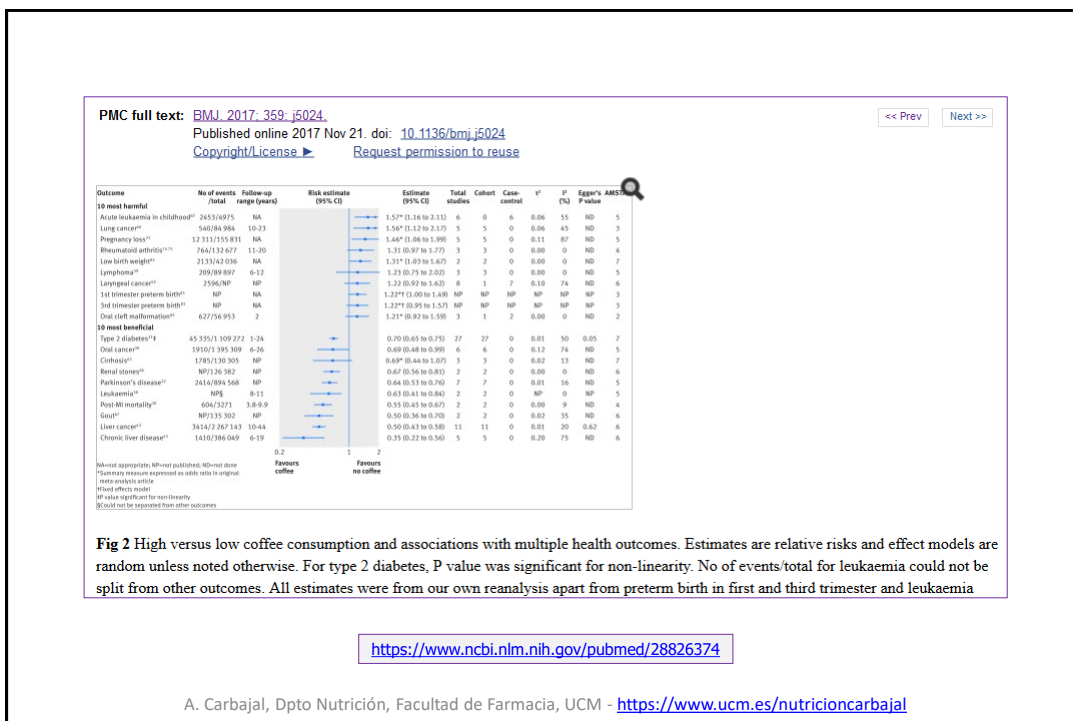 PMC full text: BMJ. 2017; 359: j5024.
<< Prev Next >>
Published online 2017 Nov 21. doi: 10.1136/bmj.j5024
Copyright/License ► Request permission to reuse
Outcome No of events /total Follow-up range (years) Risk estimate (95% CI) Estimate (95% CI) Total studies Cohort Case-control τ² I² (%) Egger's P value
10 most harmful
Acute leukaemia in childhood 2453/4975 NA 1.57* (1.16 to 2.11) 6 0 6 0.06 55 ND 5
Lung cancer 540/84 984 10-23 1.56* (1.12 to 2.17) 5 5 0 0.06 45 ND 3
Pregnancy loss 12 311/155 831 NA 1.46* (1.06 to 1.99) 5 5 0 0.11 87 ND 5
Rheumatoid arthritis 764/132 677 11-20 1.31 (0.97 to 1.77) 3 3 0 0.00 0 ND 4
Low birth weight 2133/42 036 NA 1.31* (1.03 to 1.67) 2 2 0 0.00 0 ND 7
Lymphoma 209/89 897 6-12 1.23 (0.75 to 2.02) 3 3 0 0.00 0 ND 5
Laryngeal cancer 2596/NP NP 1.22 (0.92 to 1.62) 8 1 7 0.10 74 ND 6
1st trimester preterm birth NP NA 1.22*† (1.00 to 1.49) NP NP NP NP NP NP 3
3rd trimester preterm birth NP NA 1.22*† (0.95 to 1.57) NP NP NP NP NP NP 3
Oral cleft malformation 627/56 953 2 1.21* (0.92 to 1.59) 3 1 2 0.00 0 ND 2
10 most beneficial
Type 2 diabetes 45 335/1 109 272 1-24 0.70 (0.65 to 0.75) 27 27 0 0.01 50 0.05 7
Oral cancer 1910/1 395 309 6-26 0.69 (0.48 to 0.99) 6 6 0 0.12 74 ND 5
Cirrhosis 1785/130 305 NP 0.69* (0.44 to 1.07) 3 3 0 0.02 13 ND 7
Renal stones NP/126 382 NP 0.67 (0.56 to 0.81) 2 2 0 0.00 0 ND 6
Parkinson's disease 2414/894 568 NP 0.64 (0.53 to 0.76) 7 7 0 0.01 16 ND 5
Leukaemia NP§ 8-11 0.63 (0.41 to 0.84) 2 2 0 NP 0 NP 5
Post-MI mortality 604/3271 3.8-9.9 0.55 (0.45 to 0.67) 2 2 0 0.00 9 ND 4
Gout NP/135 302 NP 0.50 (0.36 to 0.70) 2 2 0 0.02 35 ND 6
Liver cancer 3414/2 267 143 10-44 0.50 (0.43 to 0.58) 11 11 0 0.01 20 0.62 6
Chronic liver disease 1410/386 049 6-19 0.35 (0.22 to 0.56) 5 5 0 0.20 75 ND 6
0.2 1 2
Favours coffee Favours no coffee
NA=not appropriate; NP=not published; ND=not done
*Summary measure expressed as odds ratio in original
meta-analysis article
†Fixed effects model
‡P value significant for non-linearity
§Could not be separated from other outcomes
Fig 2 High versus low coffee consumption and associations with multiple health outcomes. Estimates are relative risks and effect models are
random unless noted otherwise. For type 2 diabetes, P value was significant for non-linearity. No of events/total for leukaemia could not be
split from other outcomes. All estimates were from our own reanalysis apart from preterm birth in first and third trimester and leukaemia
https://www.ncbi.nlm.nih.gov/pubmed/28826374
A. Carbajal, Dpto Nutrición, Facultad de Farmacia, UCM - https://www.ucm.es/nutricioncarbajal